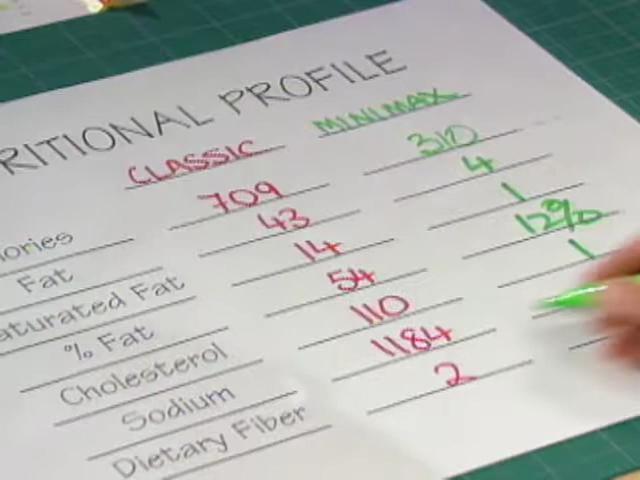 RITIONAL PROFILE
CLASSIC MINIMAX
ories 709 310
Fat 43 4
aturated Fat 14 1
% Fat 54 12%
Cholesterol 110 1
Sodium 1184
Dietary Fiber 2